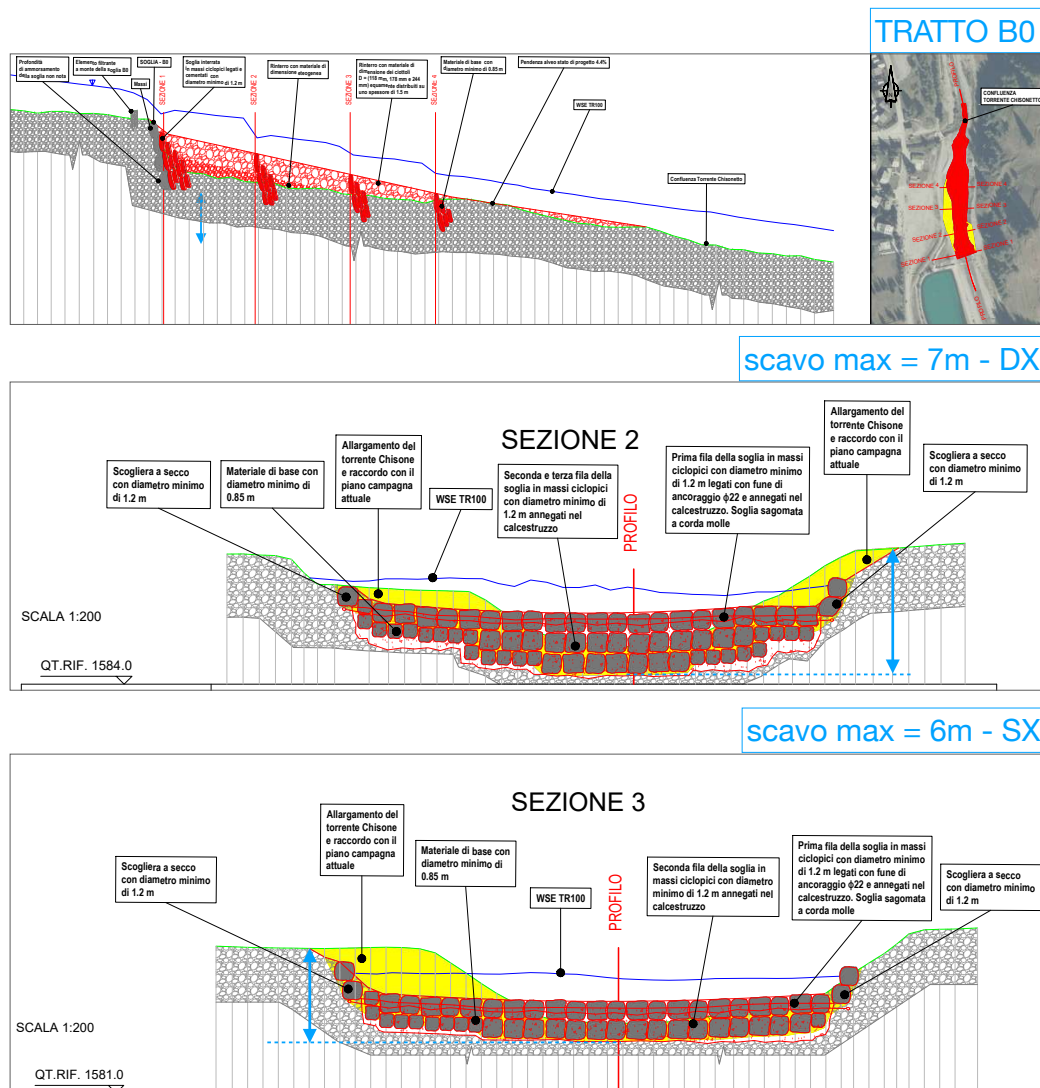 TRATTO B0
Profondità
di ammorsamento
della soglia non nota
Elemento filtrante
a monte della soglia B0
SOGLIA - B0
Massi
SEZIONE 1
Soglia interrata
in massi ciclopici legati e
cementati con
diametro minimo di 1.2 m
SEZIONE 2
Rinterro con materiale di
dimensione eteogensa
SEZIONE 3
Rinterro con materiale di
dimensione dei ciottoli
D = (118 mm, 178 mm e 244
mm) equamente distribuiti su
uno spessore di 1.5 m
SEZIONE 4
Materiale di base con
diametro minimo di 0.85 m
Pendenza alveo stato di progetto 4.4%
WSE TR100
Confluenza Torrente Chisonetto
CONFLUENZA
TORRENTE CHISONETTO
SEZIONE 4
SEZIONE 3
SEZIONE 1
PROFILO
scavo max = 7m - DX
SEZIONE 2
Scogliera a secco
con diametro minimo
di 1.2 m
Materiale di base con
diametro minimo di
0.85 m
Allargamento del
torrente Chisone
e raccordo con il
piano campagna
attuale
WSE TR100
Seconda e terza fila della
soglia in massi ciclopici
con diametro minimo di
1.2 m annegati nel
calcestruzzo
PROFILO
Prima fila della soglia in massi
ciclopici con diametro minimo
di 1.2 m legati con fune di
ancoraggio ϕ22 e annegati nel
calcestruzzo. Soglia sagomata
a corda molle
Allargamento del
torrente Chisone
e raccordo con il
piano campagna
attuale
Scogliera a secco
con diametro minimo
di 1.2 m
SCALA 1:200
QT.RIF. 1584.0
scavo max = 6m - SX
SEZIONE 3
Scogliera a secco
con diametro minimo
di 1.2 m
Allargamento del
torrente Chisone
e raccordo con il
piano campagna
attuale
Materiale di base con
diametro minimo di
0.85 m
WSE TR100
PROFILO
Seconda fila della soglia in
massi ciclopici con diametro
minimo di 1.2 m annegati nel
calcestruzzo
Prima fila della soglia in massi
ciclopici con diametro minimo
di 1.2 m legati con fune di
ancoraggio ϕ22 e annegati nel
calcestruzzo. Soglia sagomata
a corda molle
Scogliera a secco
con diametro minimo
di 1.2 m
SCALA 1:200
QT.RIF. 1581.0